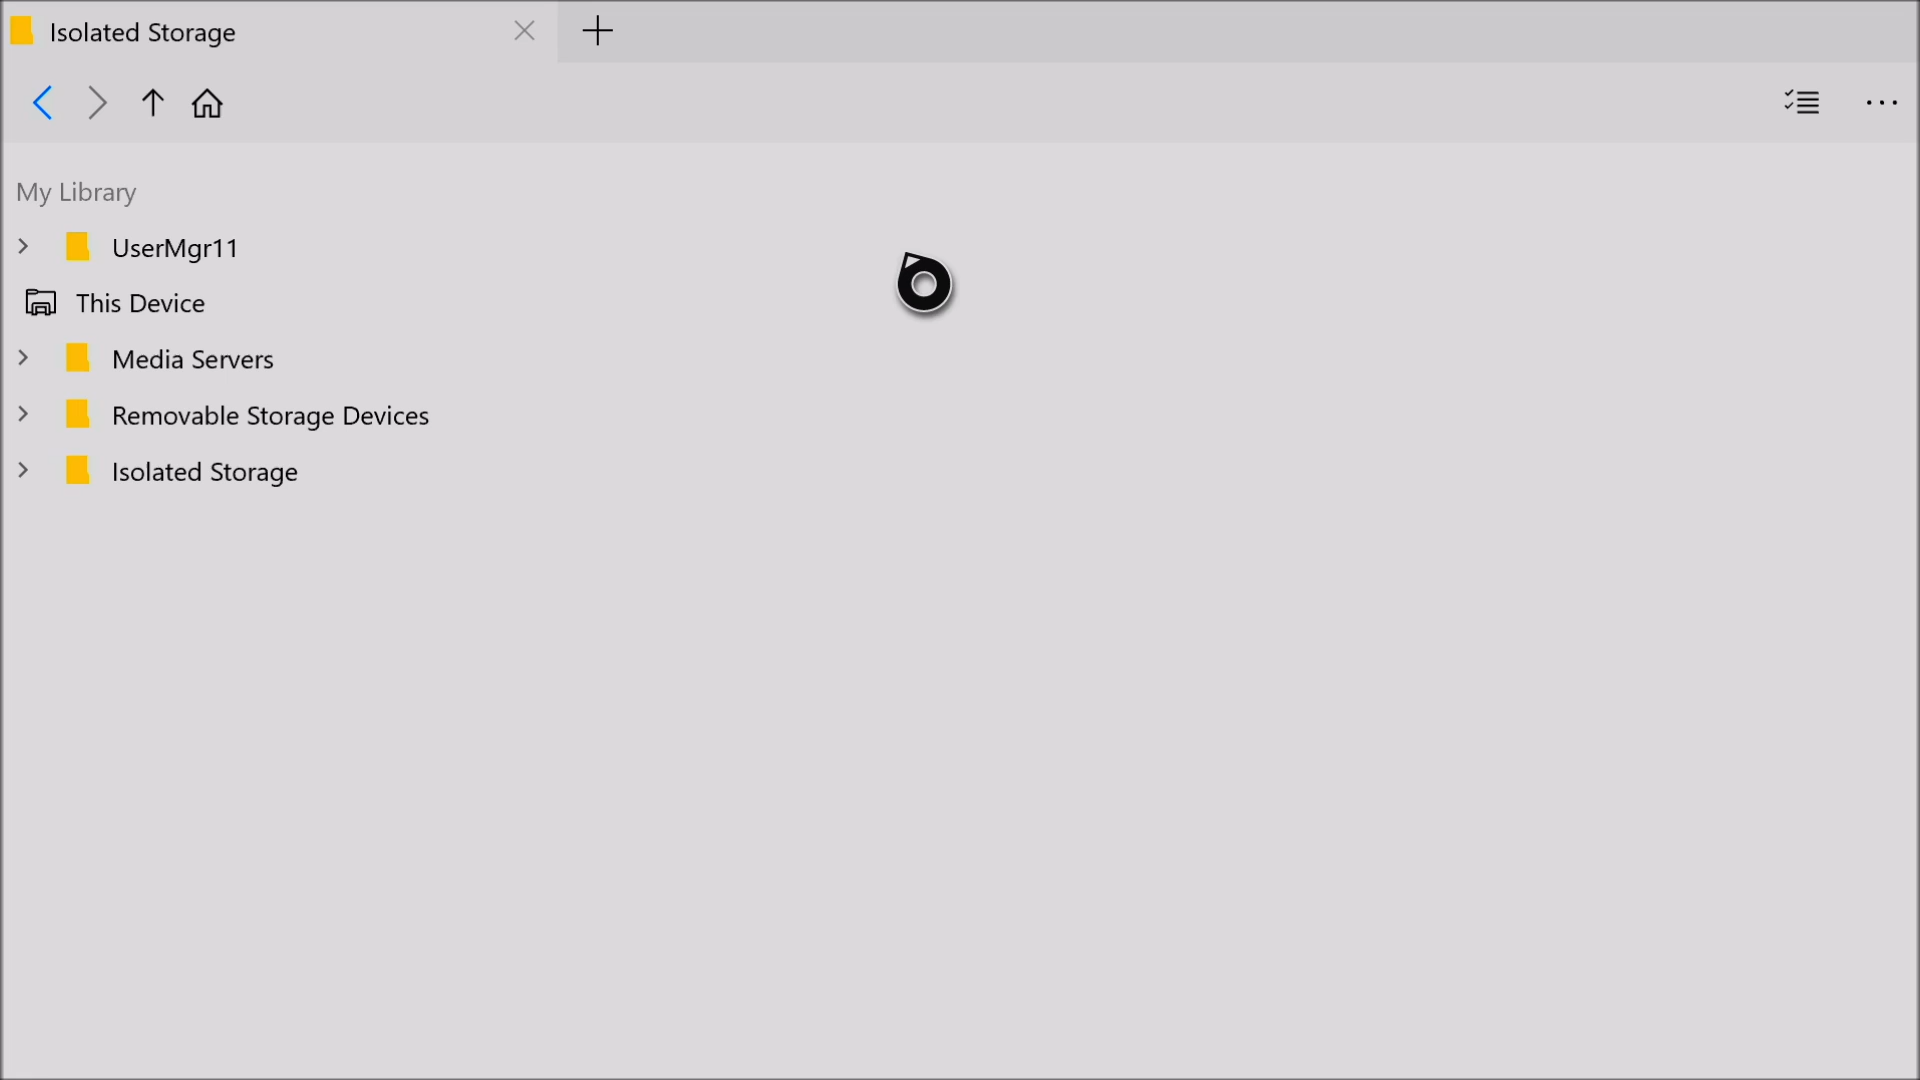 Isolated Storage
My Library
UserMgr11
This Device
Media Servers
Removable Storage Devices
Isolated Storage